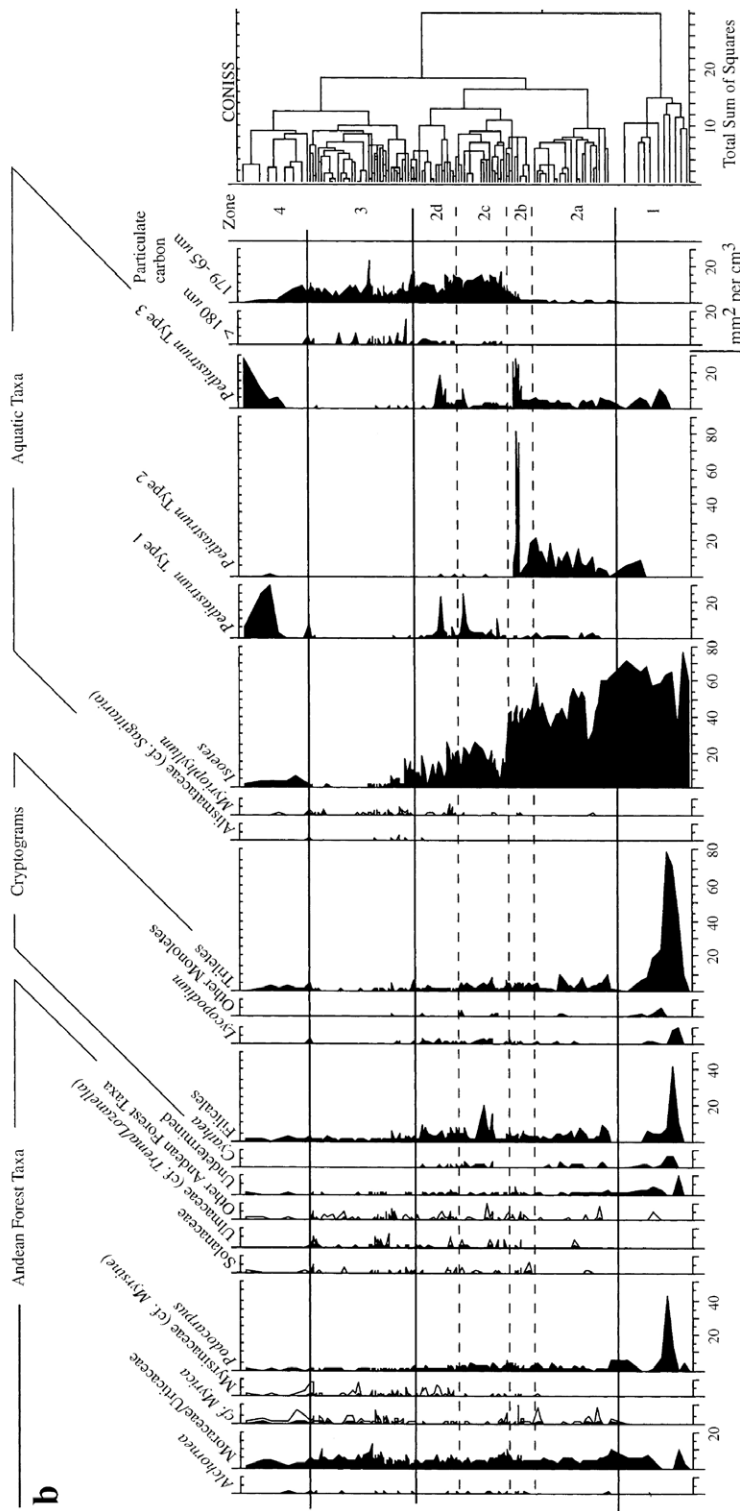 b
Andean Forest Taxa
Cryptograms
Aquatic Taxa
Alchornea
Moraceae/Urticaceae
cf. Myrica
Myrsinaceae (cf. Myrsine)
Podocarpus
Solanaceae
Ulmaceae (cf. Trema/Lozanella)
Other Andean Forest Taxa
Undetermined
Cyathea
Filicales
Lycopodium
Other Monoletes
Triletes
Alismataceae (cf. Sagittaria)
Myriophyllum
Isoetes
Pediastrum Type 1
Pediastrum Type 2
Pediastrum Type 3
> 180 um
179-65 um
Particulate
carbon
Zone
CONISS
4
3
2d
2c
2b
2a
1
20
20 40
20 40
20 40 60 80
20 40 60 80
20
20 40 60 80
20
20
20
mm2 per cm3
10 20
Total Sum of Squares